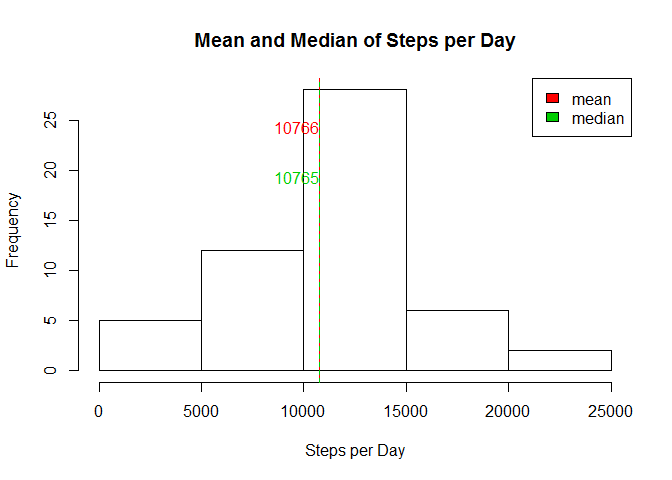 Mean and Median of Steps per Day
mean
median
10766
10765
Frequency
0
5
10
15
20
25
0 5000 10000 15000 20000 25000
Steps per Day